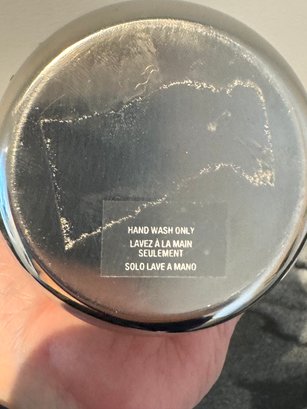 HAND WASH ONLY
LAVEZ À LA MAIN
SEULEMENT
SOLO LAVE A MANO